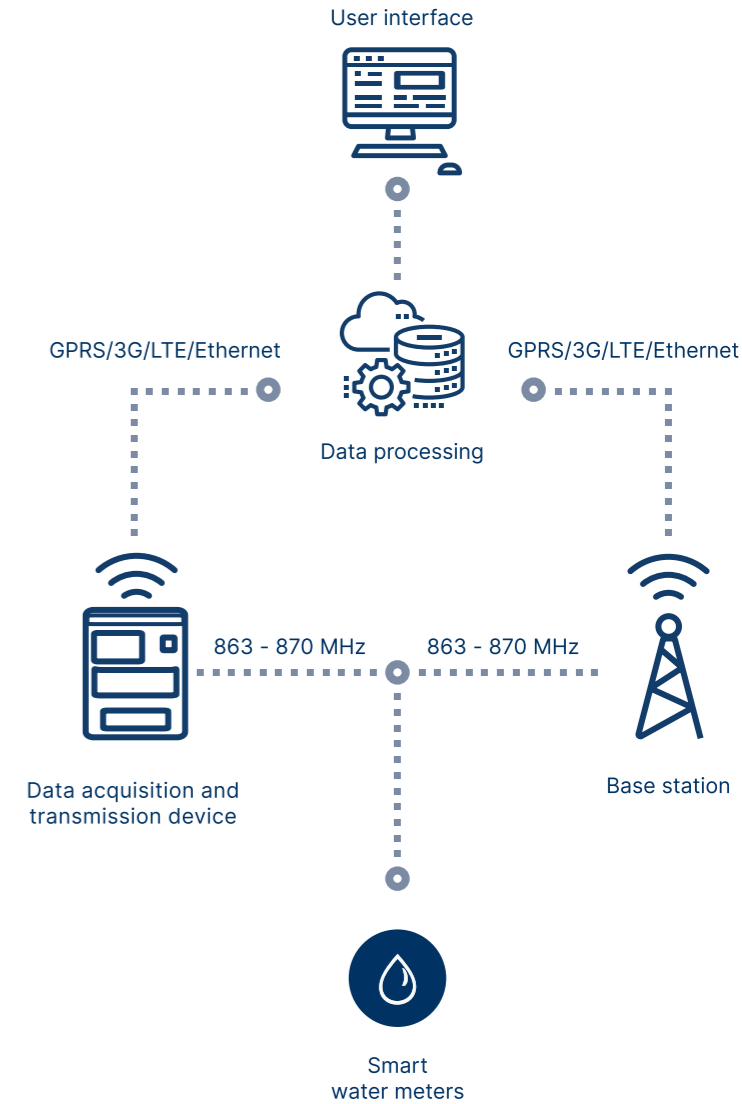 User interface
GPRS/3G/LTE/Ethernet
GPRS/3G/LTE/Ethernet
Data processing
863 - 870 MHz
863 - 870 MHz
Data acquisition and
transmission device
Base station
Smart
water meters